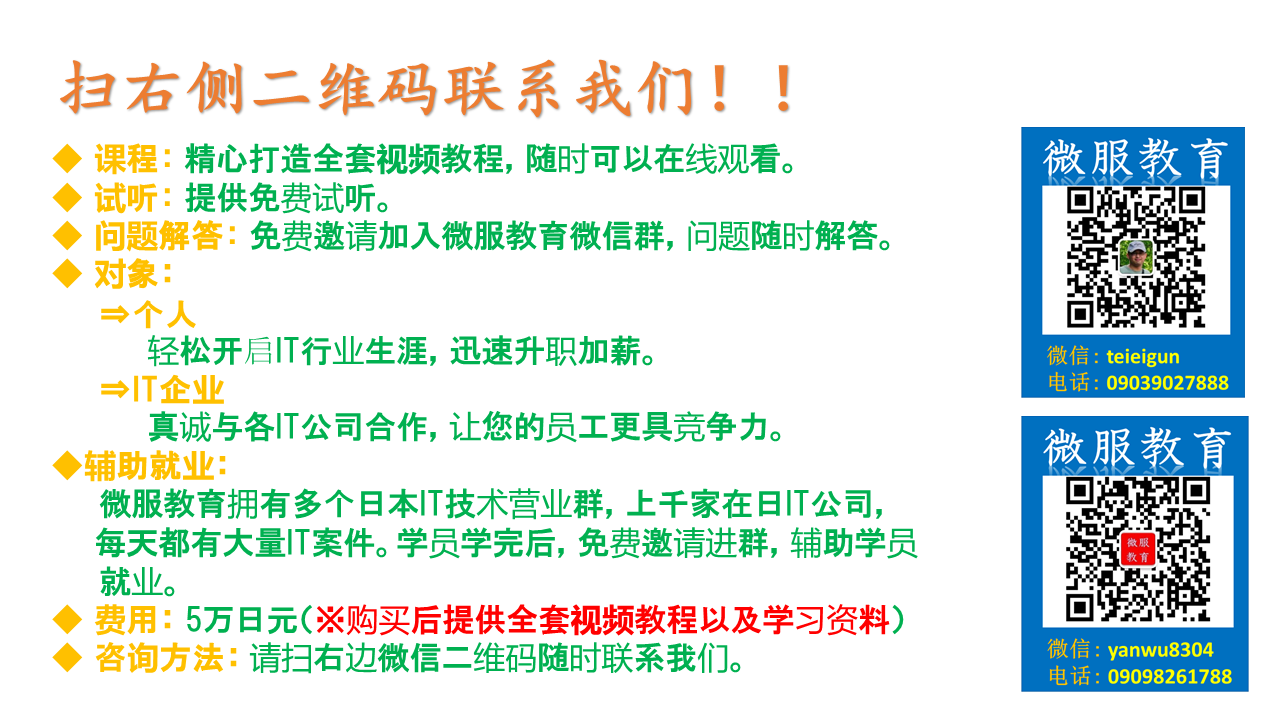 扫右侧二维码联系我们！！
◆ 课程：精心打造全套视频教程，随时可以在线观看。
◆ 试听：提供免费试听。
◆ 问题解答：免费邀请加入微服教育微信群，问题随时解答。
◆ 对象：
⇒个人
轻松开启IT行业生涯，迅速升职加薪。
⇒IT企业
真诚与各IT公司合作，让您的员工更具竞争力。
◆辅助就业：
微服教育拥有多个日本IT技术营业群，上千家在日IT公司，
每天都有大量IT案件。学员学完后，免费邀请进群，辅助学员
就业。
◆ 费用：5万日元（※购买后提供全套视频教程以及学习资料）
◆ 咨询方法：请扫右边微信二维码随时联系我们。
微服教育
微信：teieigun
电话：09039027888
微服教育
微服
教育
微信：yanwu8304
电话：09098261788